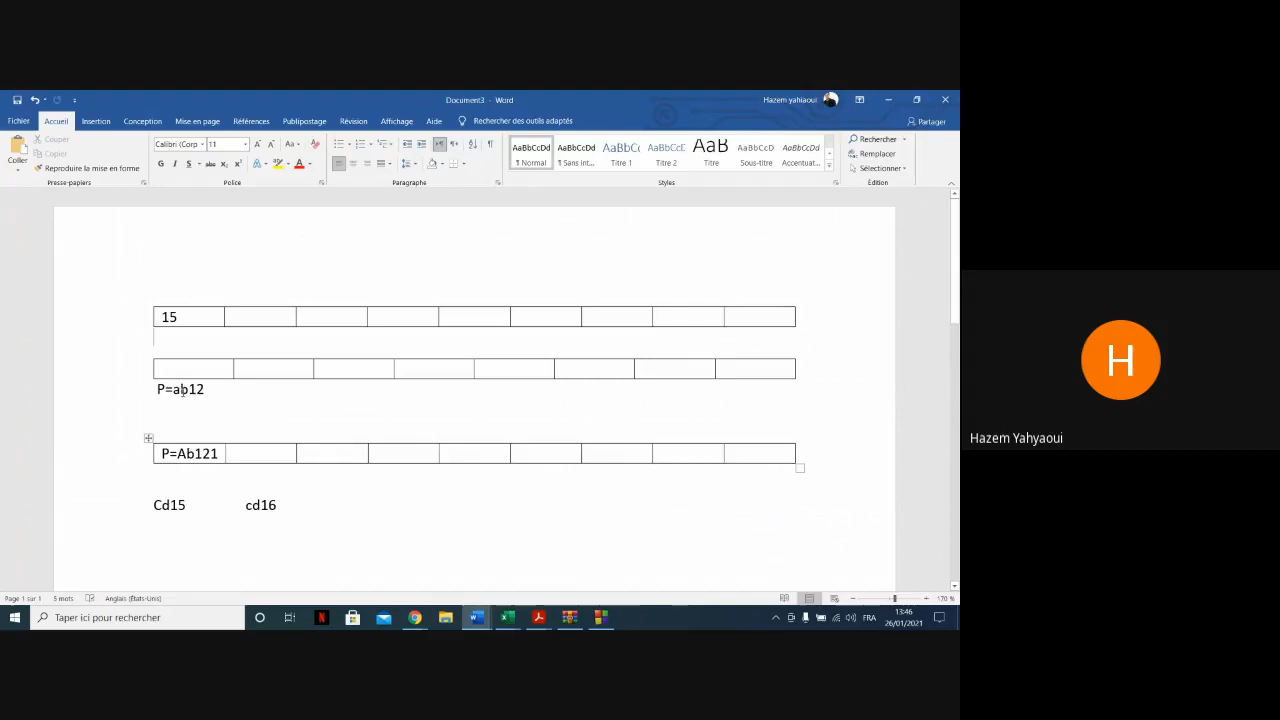 Document3 - Word
Hazem yahiaoui
Fichier Accueil Insertion Conception Mise en page Références Publipostage Révision Affichage Aide Rechercher des outils adaptés Partager
Coller
Couper
Copier
Reproduire la mise en forme
Presse-papiers
Calibri (Corp 11
Police
Paragraphe
AaBbCcDd AaBbCcDd AaBbCc AaBbCcE AaB AaBbCcD AaBbCcDd
¶ Normal ¶ Sans int... Titre 1 Titre 2 Titre Sous-titre Accentuat...
Styles
Rechercher
Remplacer
Sélectionner
Édition
15
P=ab12
P=Ab121
Cd15 cd16
Page 1 sur 1 5 mots Anglais (États-Unis) 170 %
Taper ici pour rechercher
FRA
13:46
26/01/2021
H
Hazem Yahyaoui